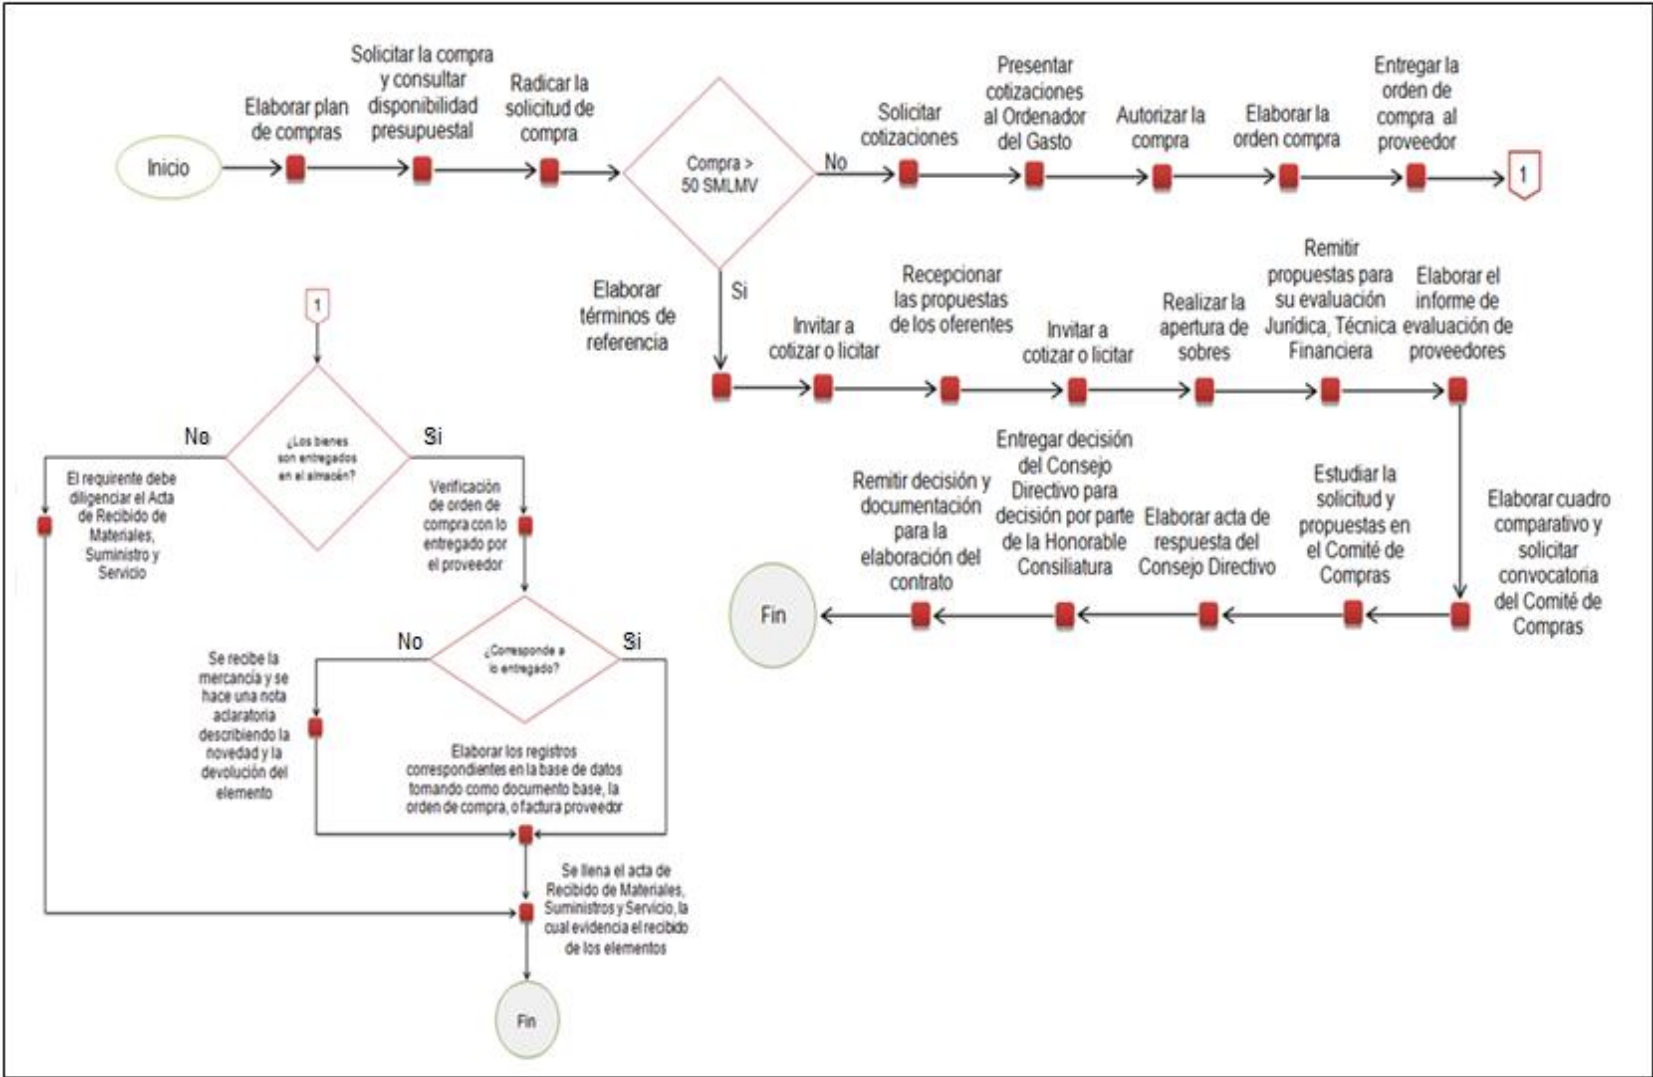 Inicio
Elaborar plan
de compras
Solicitar la compra
y consultar
disponibilidad
presupuestal
Radicar la
solicitud de
compra
Compra >
50 SMLMV
No
Solicitar
cotizaciones
Presentar
cotizaciones
al Ordenador
del Gasto
Autorizar la
compra
Elaborar la
orden compra
Entregar la
orden de
compra al
proveedor
1
Si
Elaborar
términos de
referencia
Invitar a
cotizar o licitar
Recepcionar
las propuestas
de los oferentes
Invitar a
cotizar o licitar
Realizar la
apertura de
sobres
Remitir
propuestas para
su evaluación
Jurídica, Técnica
Financiera
Elaborar el
informe de
evaluación de
proveedores
Elaborar cuadro
comparativo y
solicitar
convocatoria
del Comité de
Compras
Estudiar la
solicitud y
propuestas en
el Comité de
Compras
Elaborar acta de
respuesta del
Consejo Directivo
Entregar decisión
del Consejo
Directivo para
decisión por parte
de la Honorable
Consiliatura
Remitir decisión y
documentación
para la
elaboración del
contrato
Fin
1
¿Los bienes
son entregados
en el almacén?
No
Si
El requirente debe
diligenciar el Acta
de Recibido de
Materiales,
Suministro y
Servicio
Verificación
de orden de
compra con lo
entregado por
el proveedor
¿Corresponde a
lo entregado?
No
Si
Se recibe la
mercancía y se
hace una nota
aclaratoria
describiendo la
novedad y la
devolución del
elemento
Elaborar los registros
correspondientes en la base de datos
tomando como documento base, la
orden de compra, o factura proveedor
Se llena el acta de
Recibido de Materiales,
Suministros y Servicio, la
cual evidencia el recibido
de los elementos
Fin